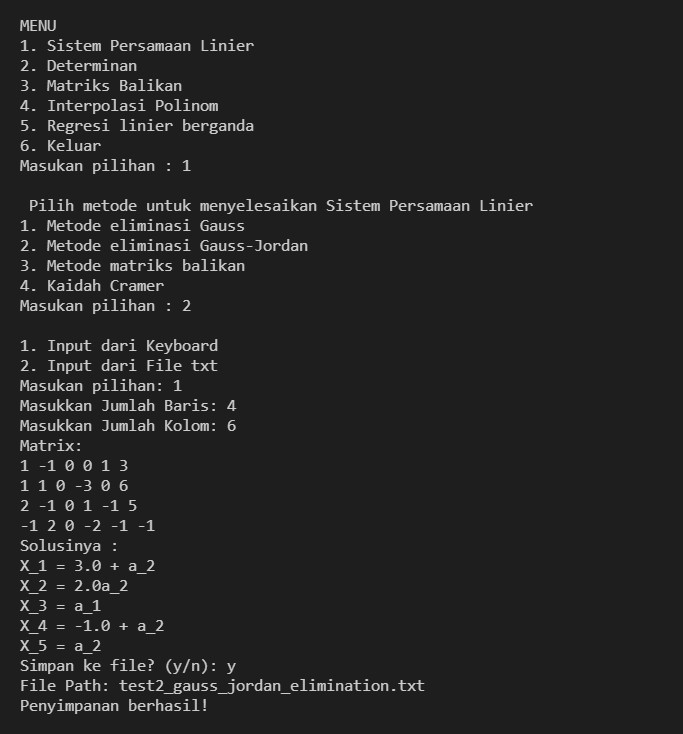 MENU
1. Sistem Persamaan Linier
2. Determinan
3. Matriks Balikan
4. Interpolasi Polinom
5. Regresi linier berganda
6. Keluar
Masukan pilihan : 1
Pilih metode untuk menyelesaikan Sistem Persamaan Linier
1. Metode eliminasi Gauss
2. Metode eliminasi Gauss-Jordan
3. Metode matriks balikan
4. Kaidah Cramer
Masukan pilihan : 2
1. Input dari Keyboard
2. Input dari File txt
Masukan pilihan: 1
Masukkan Jumlah Baris: 4
Masukkan Jumlah Kolom: 6
Matrix:
1 -1 0 0 1 3
1 1 0 -3 0 6
2 -1 0 1 -1 5
-1 2 0 -2 -1 -1
Solusinya :
X_1 = 3.0 + a_2
X_2 = 2.0a_2
X_3 = a_1
X_4 = -1.0 + a_2
X_5 = a_2
Simpan ke file? (y/n): y
File Path: test2_gauss_jordan_elimination.txt
Penyimpanan berhasil!